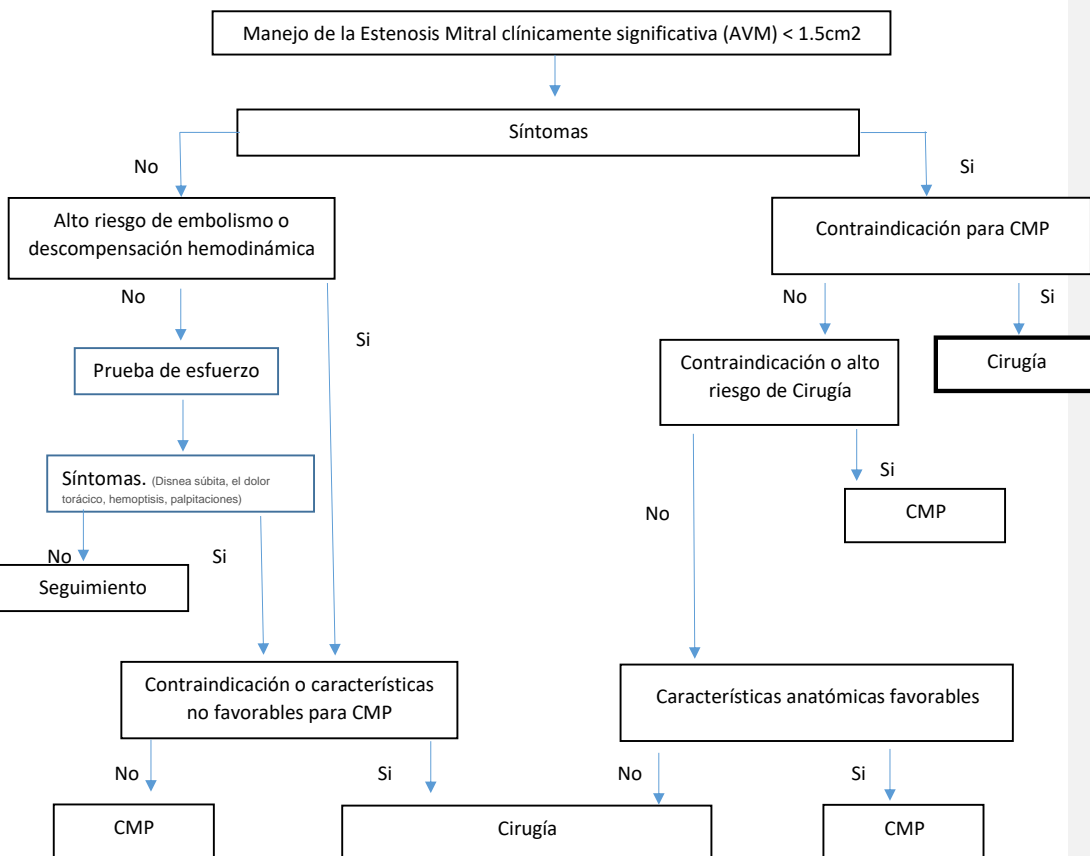 Manejo de la Estenosis Mitral clínicamente significativa (AVM) < 1.5cm2
Síntomas
No
Si
Alto riesgo de embolismo o
descompensación hemodinámica
Contraindicación para CMP
No
Si
No
Si
Prueba de esfuerzo
Contraindicación o alto
riesgo de Cirugía
Cirugía
Síntomas. (Disnea súbita, el dolor
torácico, hemoptisis, palpitaciones)
Si
CMP
No
No
Si
Seguimiento
Contraindicación o características
no favorables para CMP
Características anatómicas favorables
No
Si
No
Si
CMP
Cirugía
CMP